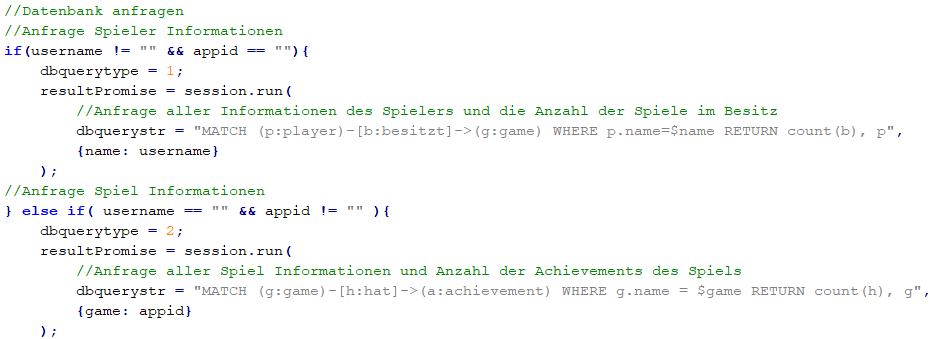 //Datenbank anfragen
//Anfrage Spieler Informationen
if(username != "" && appid == ""){
    dbquerytype = 1;
    resultPromise = session.run(
        //Anfrage aller Informationen des Spielers und die Anzahl der Spiele im Besitz
        dbquerystr = "MATCH (p:player)-[b:besitzt]->(g:game) WHERE p.name=$name RETURN count(b), p",
        {name: username}
    );
//Anfrage Spiel Informationen
} else if( username == "" && appid != "" ){
    dbquerytype = 2;
    resultPromise = session.run(
        //Anfrage aller Spiel Informationen und Anzahl der Achievements des Spiels
        dbquerystr = "MATCH (g:game)-[h:hat]->(a:achievement) WHERE g.name = $game RETURN count(h), g",
        {game: appid}
    );